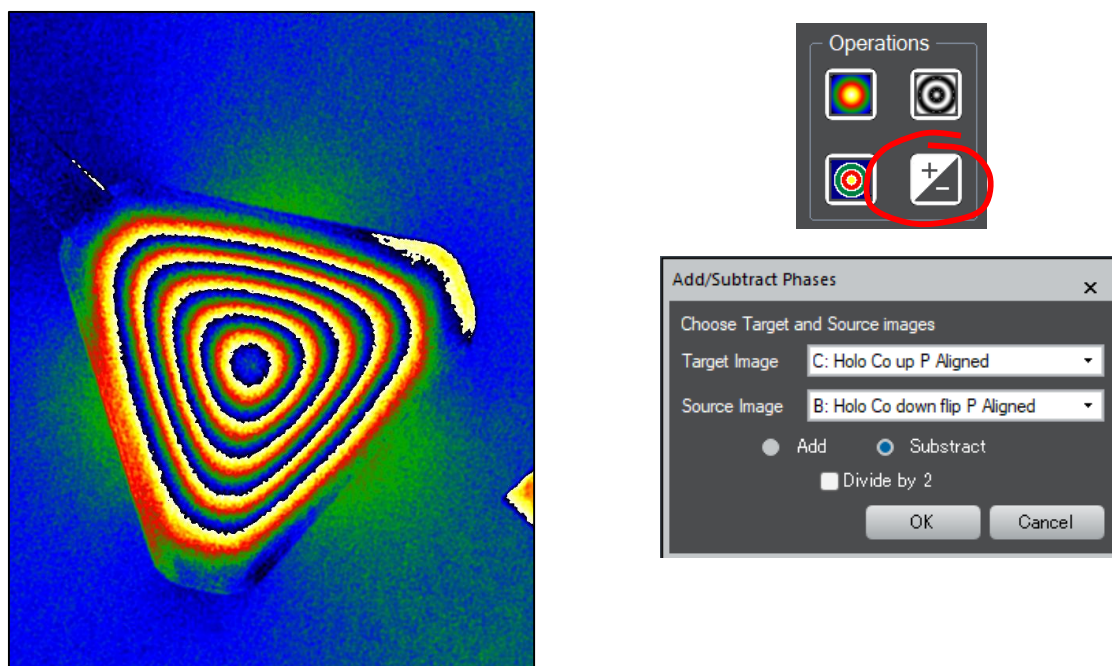 Operations
+
−
Add/Subtract Phases
×
Choose Target and Source images
Target Image C: Holo Co up P Aligned
Source Image B: Holo Co down flip P Aligned
Add Substract
Divide by 2
OK Cancel